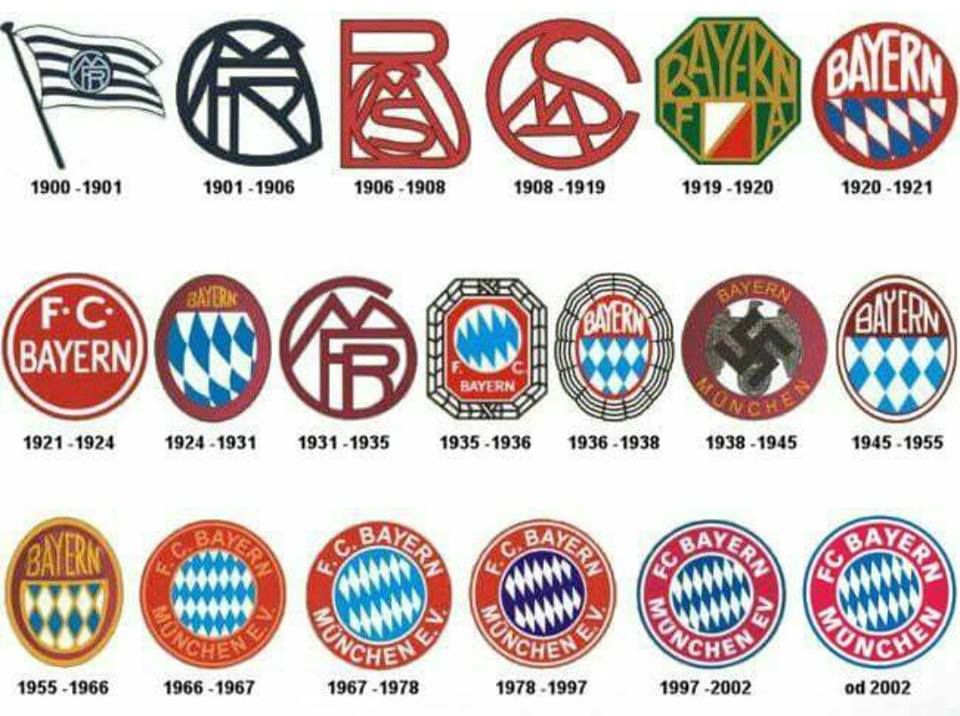 1900 -1901
1901 -1906
1906 -1908
1908 -1919
1919 -1920
1920 -1921
BAYERN
F A
BAYERN
F·C·
BAYERN
BAYERN
F. C.
BAYERN
BAYERN
BAYERN
MÜNCHEN
BAYERN
1921 -1924
1924 -1931
1931 -1935
1935 -1936
1936 -1938
1938 -1945
1945 -1955
BAYERN
F.C. BAYERN
MÜNCHEN E.V.
F.C. BAYERN
MÜNCHEN E.V.
F.C. BAYERN
MÜNCHEN E.V.
FC BAYERN
MÜNCHEN EV
FC BAYERN
MÜNCHEN
1955 -1966
1966 -1967
1967 -1978
1978 -1997
1997 -2002
od 2002